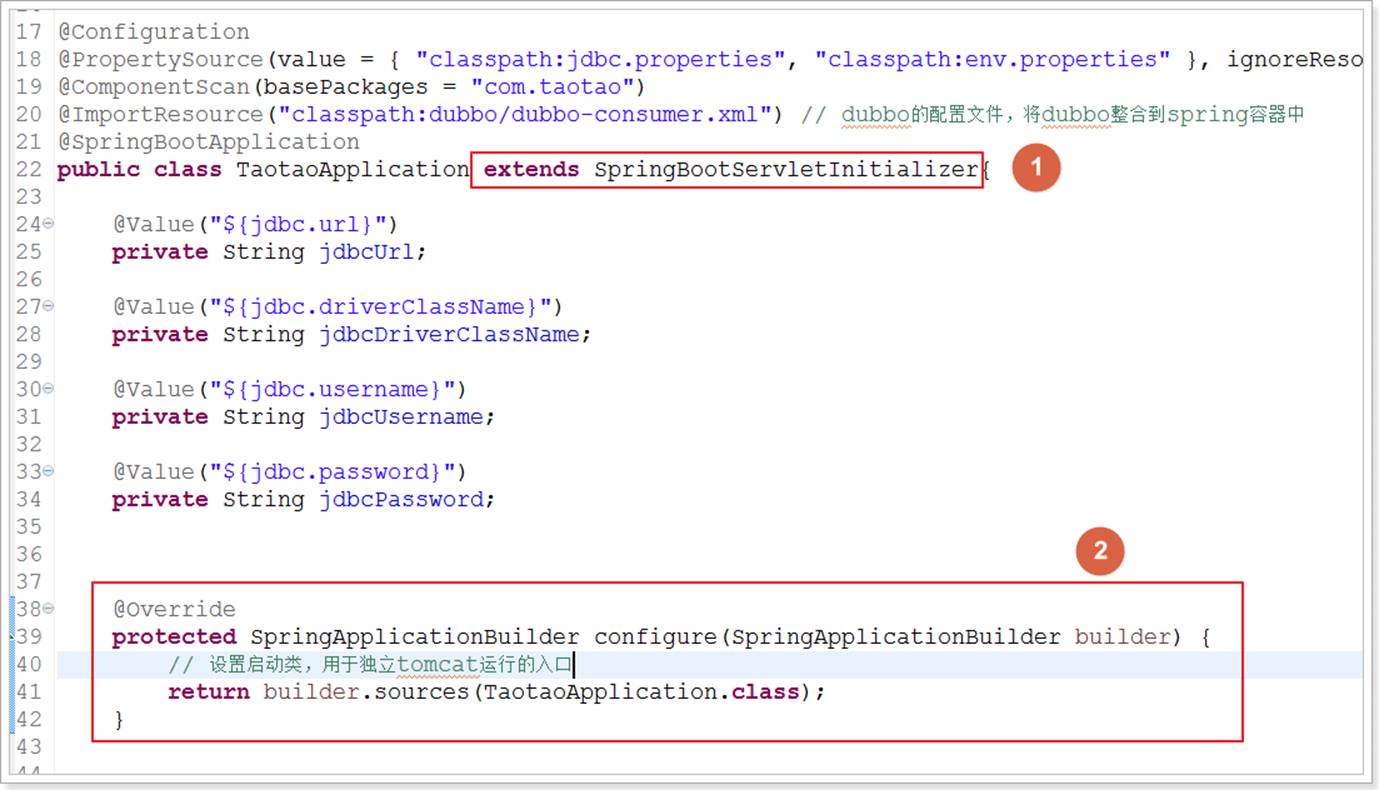 17 @Configuration
18 @PropertySource(value = { "classpath:jdbc.properties", "classpath:env.properties" }, ignoreReso
19 @ComponentScan(basePackages = "com.taotao")
20 @ImportResource("classpath:dubbo/dubbo-consumer.xml") // dubbo的配置文件，将dubbo整合到spring容器中
21 @SpringBootApplication
22 public class TaotaoApplication extends SpringBootServletInitializer{ 1
23
24 @Value("${jdbc.url}")
25 private String jdbcUrl;
26
27 @Value("${jdbc.driverClassName}")
28 private String jdbcDriverClassName;
29
30 @Value("${jdbc.username}")
31 private String jdbcUsername;
32
33 @Value("${jdbc.password}")
34 private String jdbcPassword;
35
36 2
37
38 @Override
39 protected SpringApplicationBuilder configure(SpringApplicationBuilder builder) {
40 // 设置启动类，用于独立tomcat运行的入口
41 return builder.sources(TaotaoApplication.class);
42 }
43